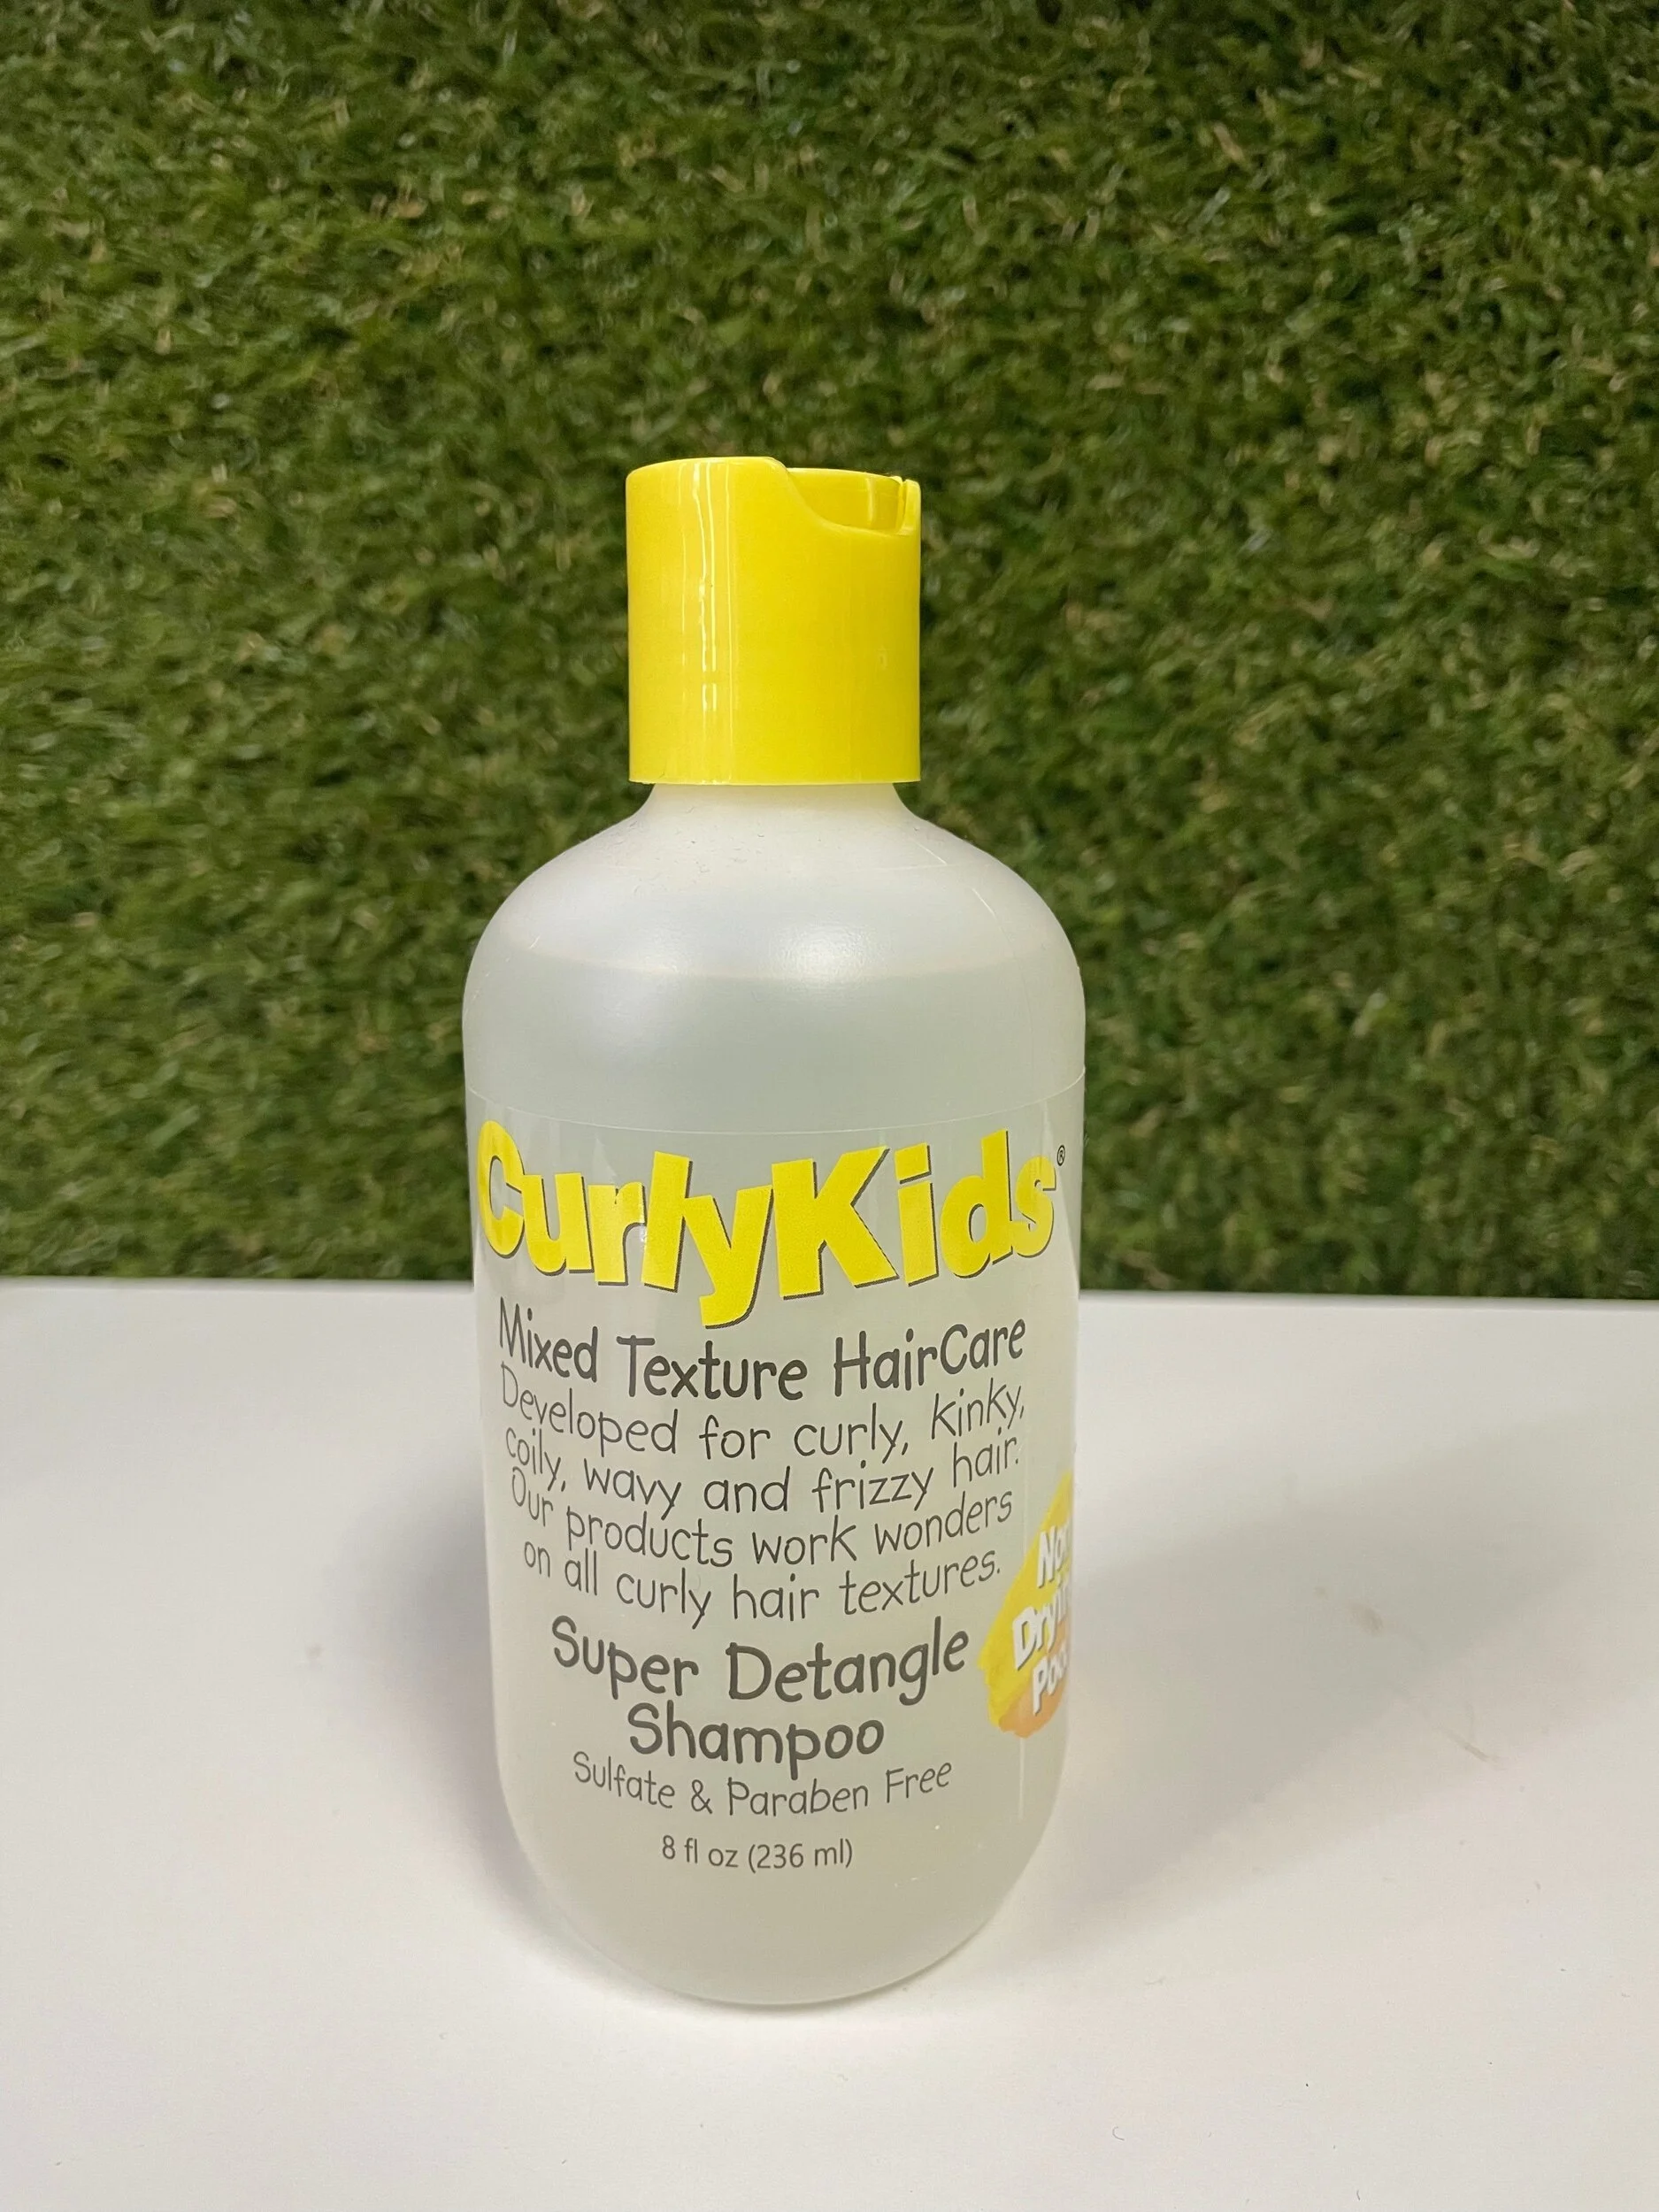 CurlyKids®
Mixed Texture HairCare
Developed for curly, kinky,
coily, wavy and frizzy hair.
Our products work wonders
on all curly hair textures.
Super Detangle
Shampoo
Sulfate & Paraben Free
8 fl oz (236 ml)